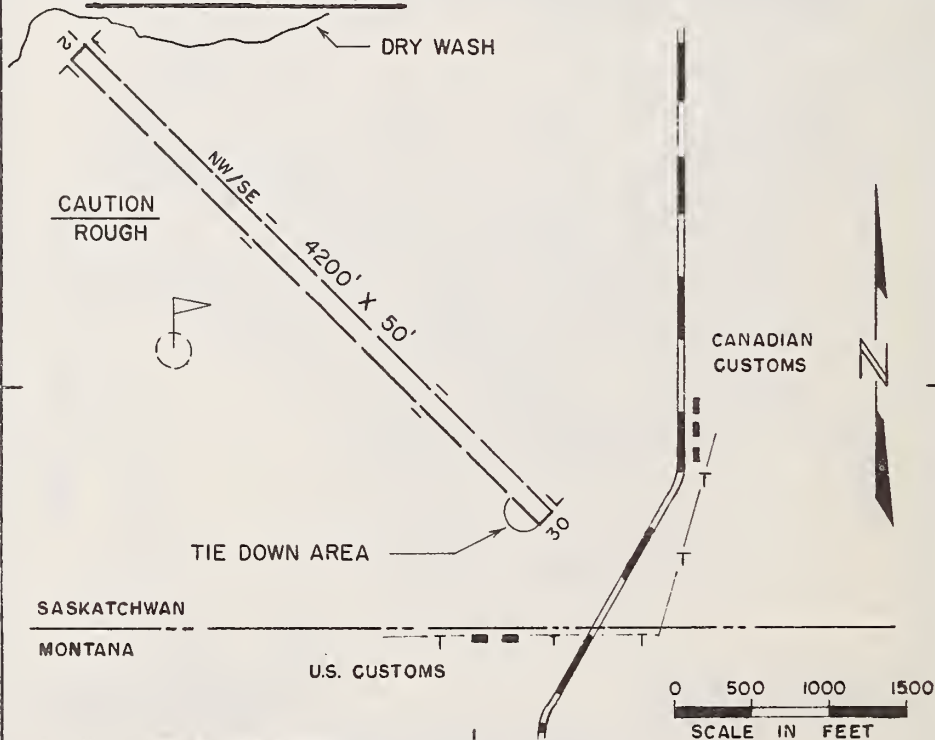 DRY WASH
12
NW/SE
CAUTION
ROUGH
4200' X 50'
CANADIAN
CUSTOMS
N
T
30
TIE DOWN AREA
T
SASKATCHWAN
MONTANA
T
T
T
U.S. CUSTOMS
0 500 1000 1500
SCALE IN FEET